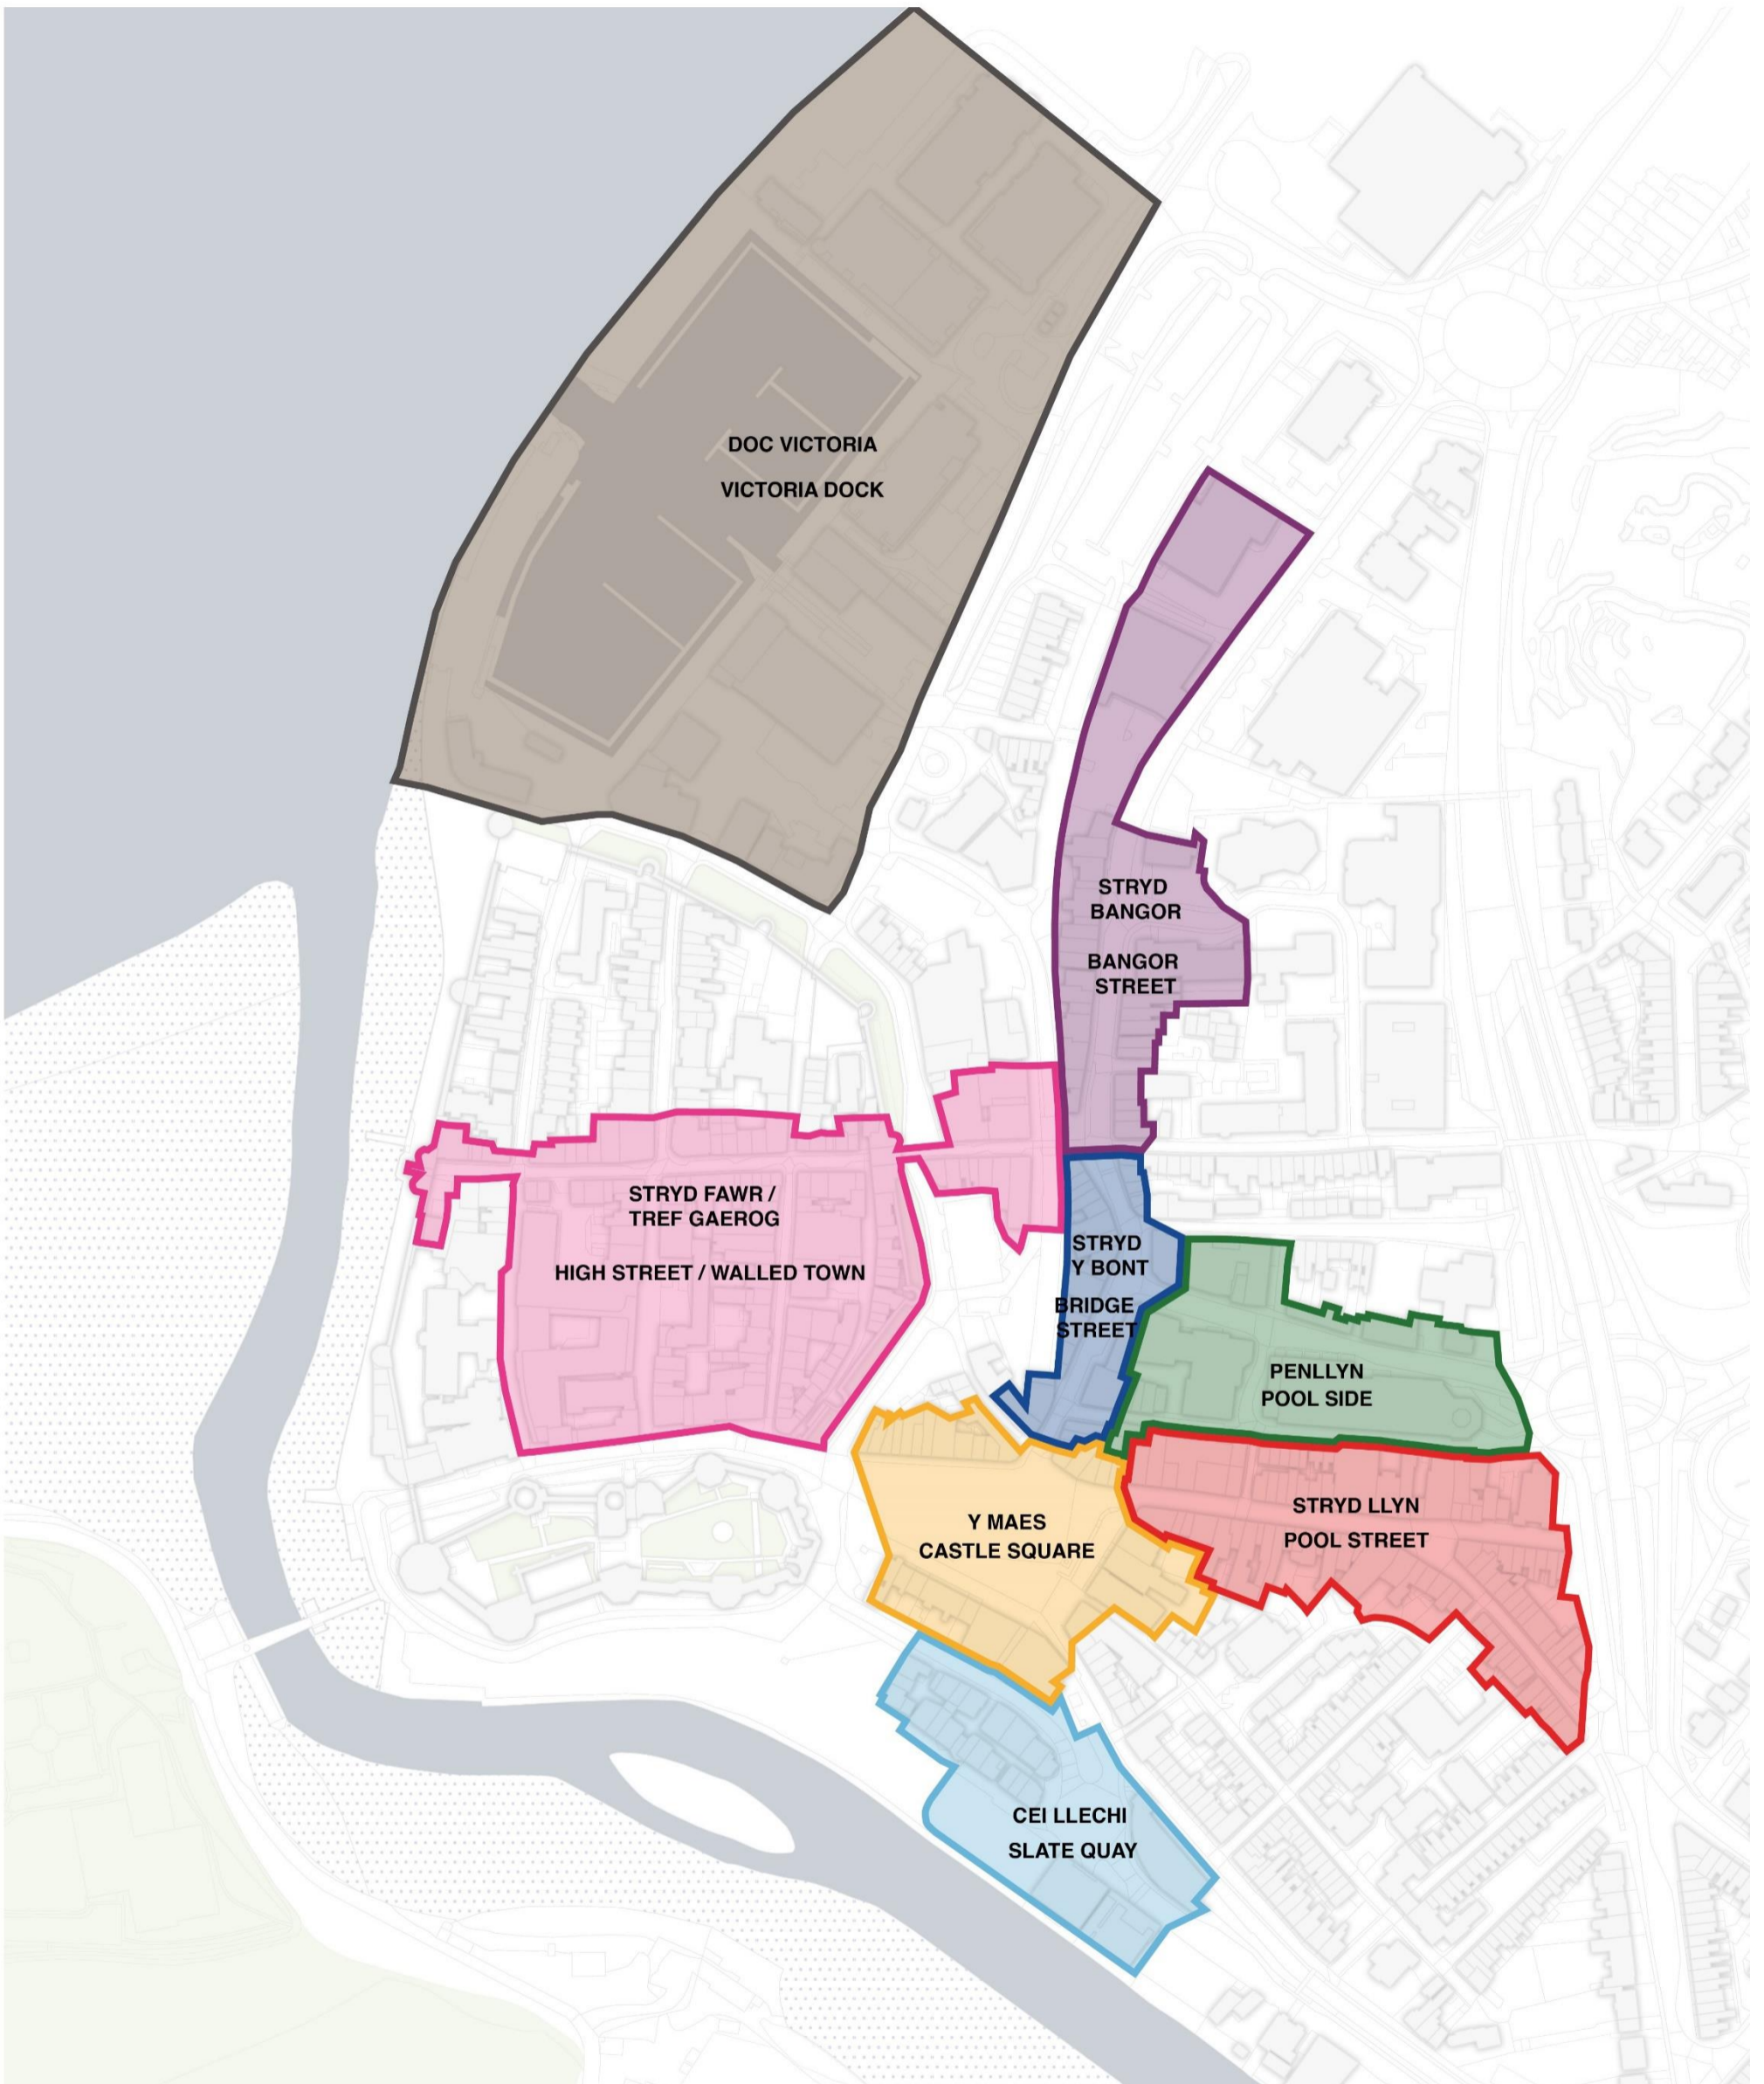 DOC VICTORIA
VICTORIA DOCK
STRYD
BANGOR
BANGOR
STREET
STRYD FAWR /
TREF GAEROG
HIGH STREET / WALLED TOWN
STRYD
Y BONT
BRIDGE
STREET
PENLLYN
POOL SIDE
STRYD LLYN
POOL STREET
Y MAES
CASTLE SQUARE
CEI LLECHI
SLATE QUAY